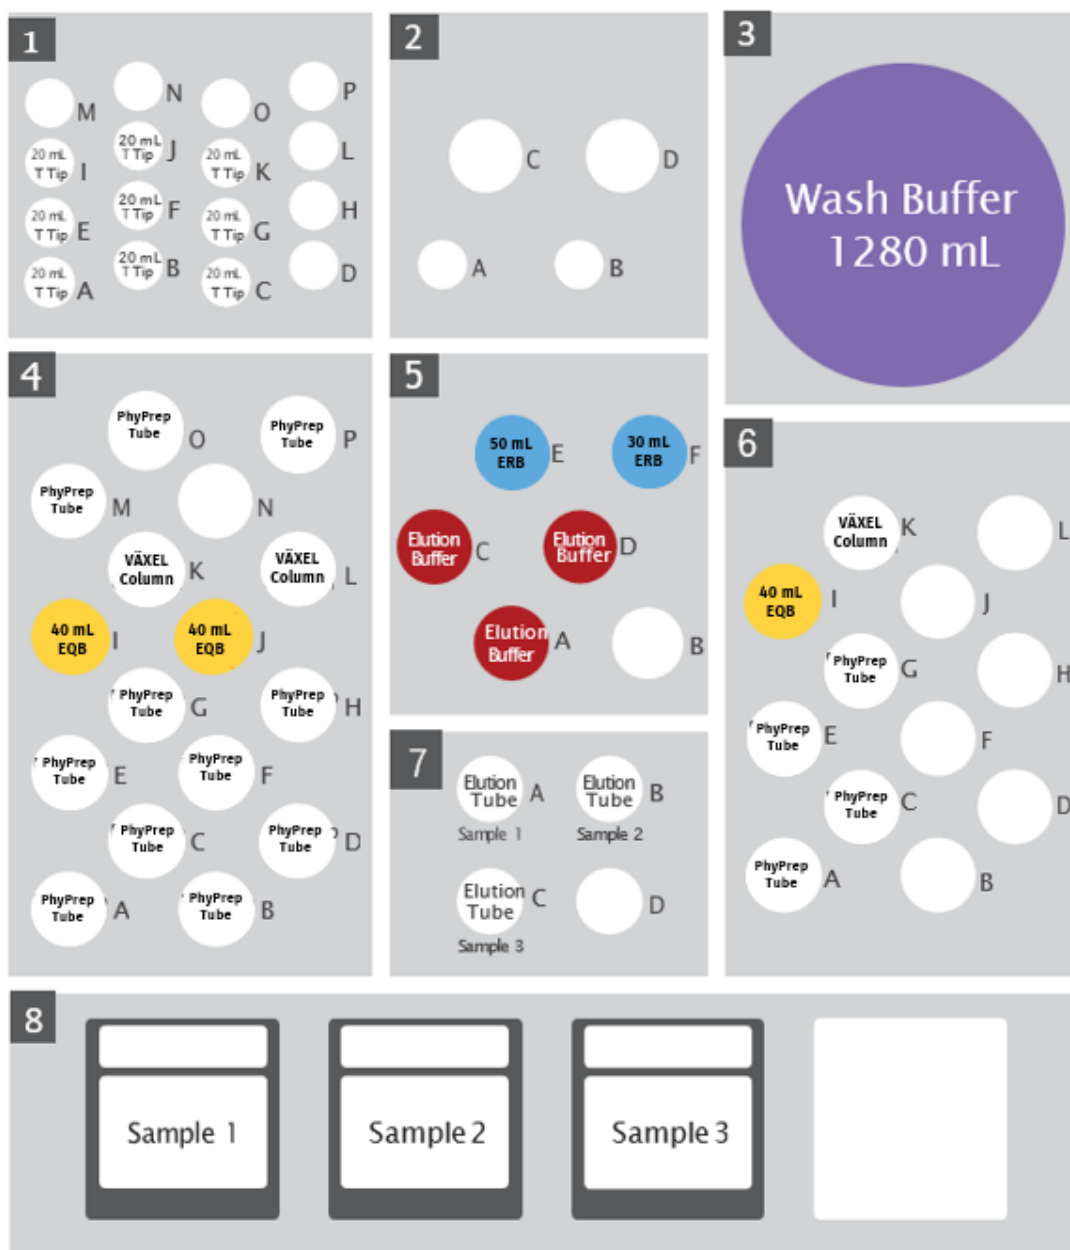 1
M
N
O
P
20 mL
T Tip
I
20 mL
T Tip
J
20 mL
T Tip
K
L
20 mL
T Tip
E
20 mL
T Tip
F
20 mL
T Tip
G
H
20 mL
T Tip
A
20 mL
T Tip
B
20 mL
T Tip
C
D
2
C
D
A
B
3
Wash Buffer
1280 mL
4
PhyPrep
Tube
O
PhyPrep
Tube
P
PhyPrep
Tube
M
N
VÄXEL
Column
K
VÄXEL
Column
L
40 mL
EQB
I
40 mL
EQB
J
PhyPrep
Tube
G
PhyPrep
Tube
H
PhyPrep
Tube
E
PhyPrep
Tube
F
PhyPrep
Tube
C
PhyPrep
Tube
D
PhyPrep
Tube
A
PhyPrep
Tube
B
5
50 mL
ERB
E
30 mL
ERB
F
Elution
Buffer
C
Elution
Buffer
D
Elution
Buffer
A
B
6
VÄXEL
Column
K
L
40 mL
EQB
I
J
PhyPrep
Tube
G
H
PhyPrep
Tube
E
F
PhyPrep
Tube
C
D
PhyPrep
Tube
A
B
7
Elution
Tube
A
Sample 1
Elution
Tube
B
Sample 2
Elution
Tube
C
Sample 3
D
8
Sample 1
Sample 2
Sample 3